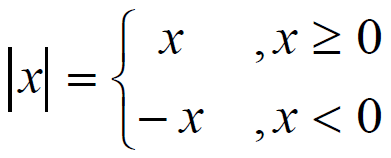 |x| = { x , x ≥ 0
− x , x < 0